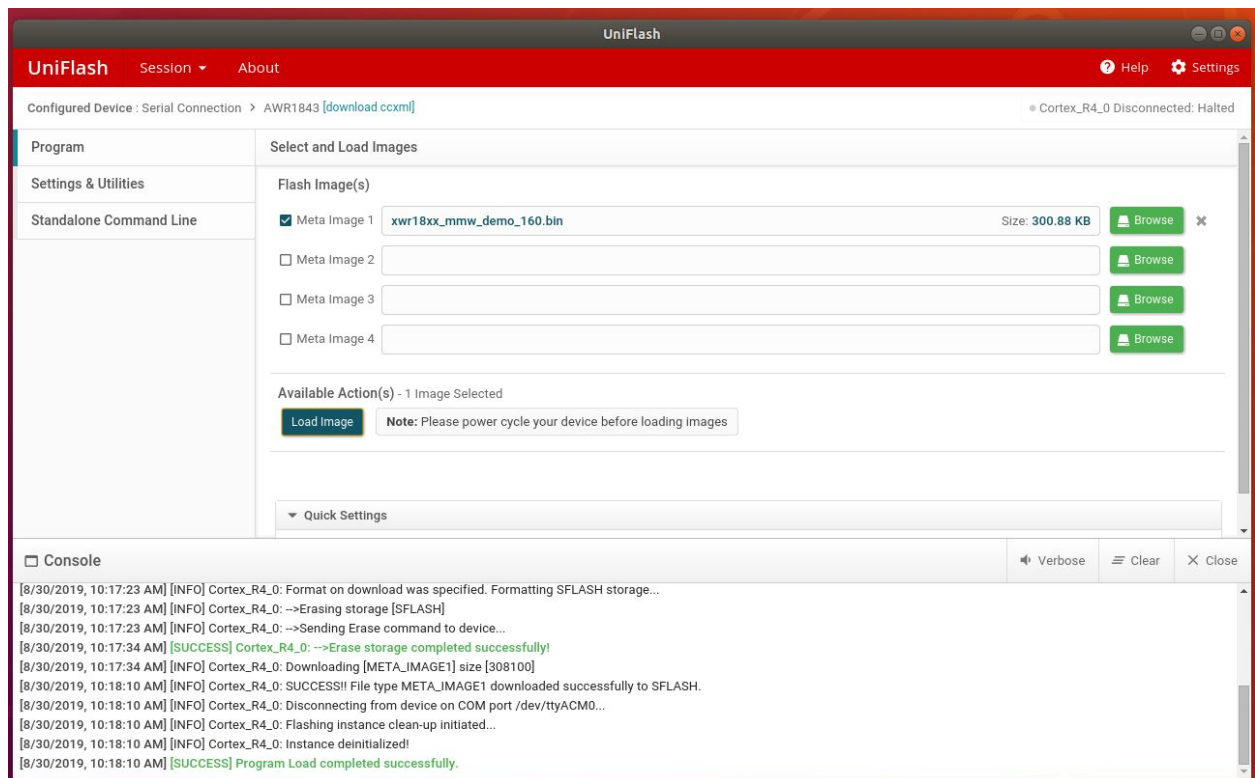 UniFlash
UniFlash Session About Help Settings
Configured Device : Serial Connection > AWR1843 [download ccxml] Cortex_R4_0 Disconnected: Halted
Program
Settings & Utilities
Standalone Command Line
Select and Load Images
Flash Image(s)
Meta Image 1 xwr18xx_mmw_demo_160.bin Size: 300.88 KB Browse
Meta Image 2 Browse
Meta Image 3 Browse
Meta Image 4 Browse
Available Action(s) - 1 Image Selected
Load Image Note: Please power cycle your device before loading images
Quick Settings
Console Verbose Clear Close
[8/30/2019, 10:17:23 AM] [INFO] Cortex_R4_0: Format on download was specified. Formatting SFLASH storage...
[8/30/2019, 10:17:23 AM] [INFO] Cortex_R4_0: -->Erasing storage [SFLASH]
[8/30/2019, 10:17:23 AM] [INFO] Cortex_R4_0: -->Sending Erase command to device...
[8/30/2019, 10:17:34 AM] [SUCCESS] Cortex_R4_0: -->Erase storage completed successfully!
[8/30/2019, 10:17:34 AM] [INFO] Cortex_R4_0: Downloading [META_IMAGE1] size [308100]
[8/30/2019, 10:18:10 AM] [INFO] Cortex_R4_0: SUCCESS!! File type META_IMAGE1 downloaded successfully to SFLASH.
[8/30/2019, 10:18:10 AM] [INFO] Cortex_R4_0: Disconnecting from device on COM port /dev/ttyACM0...
[8/30/2019, 10:18:10 AM] [INFO] Cortex_R4_0: Flashing instance clean-up initiated...
[8/30/2019, 10:18:10 AM] [INFO] Cortex_R4_0: Instance deinitialized!
[8/30/2019, 10:18:10 AM] [SUCCESS] Program Load completed successfully.